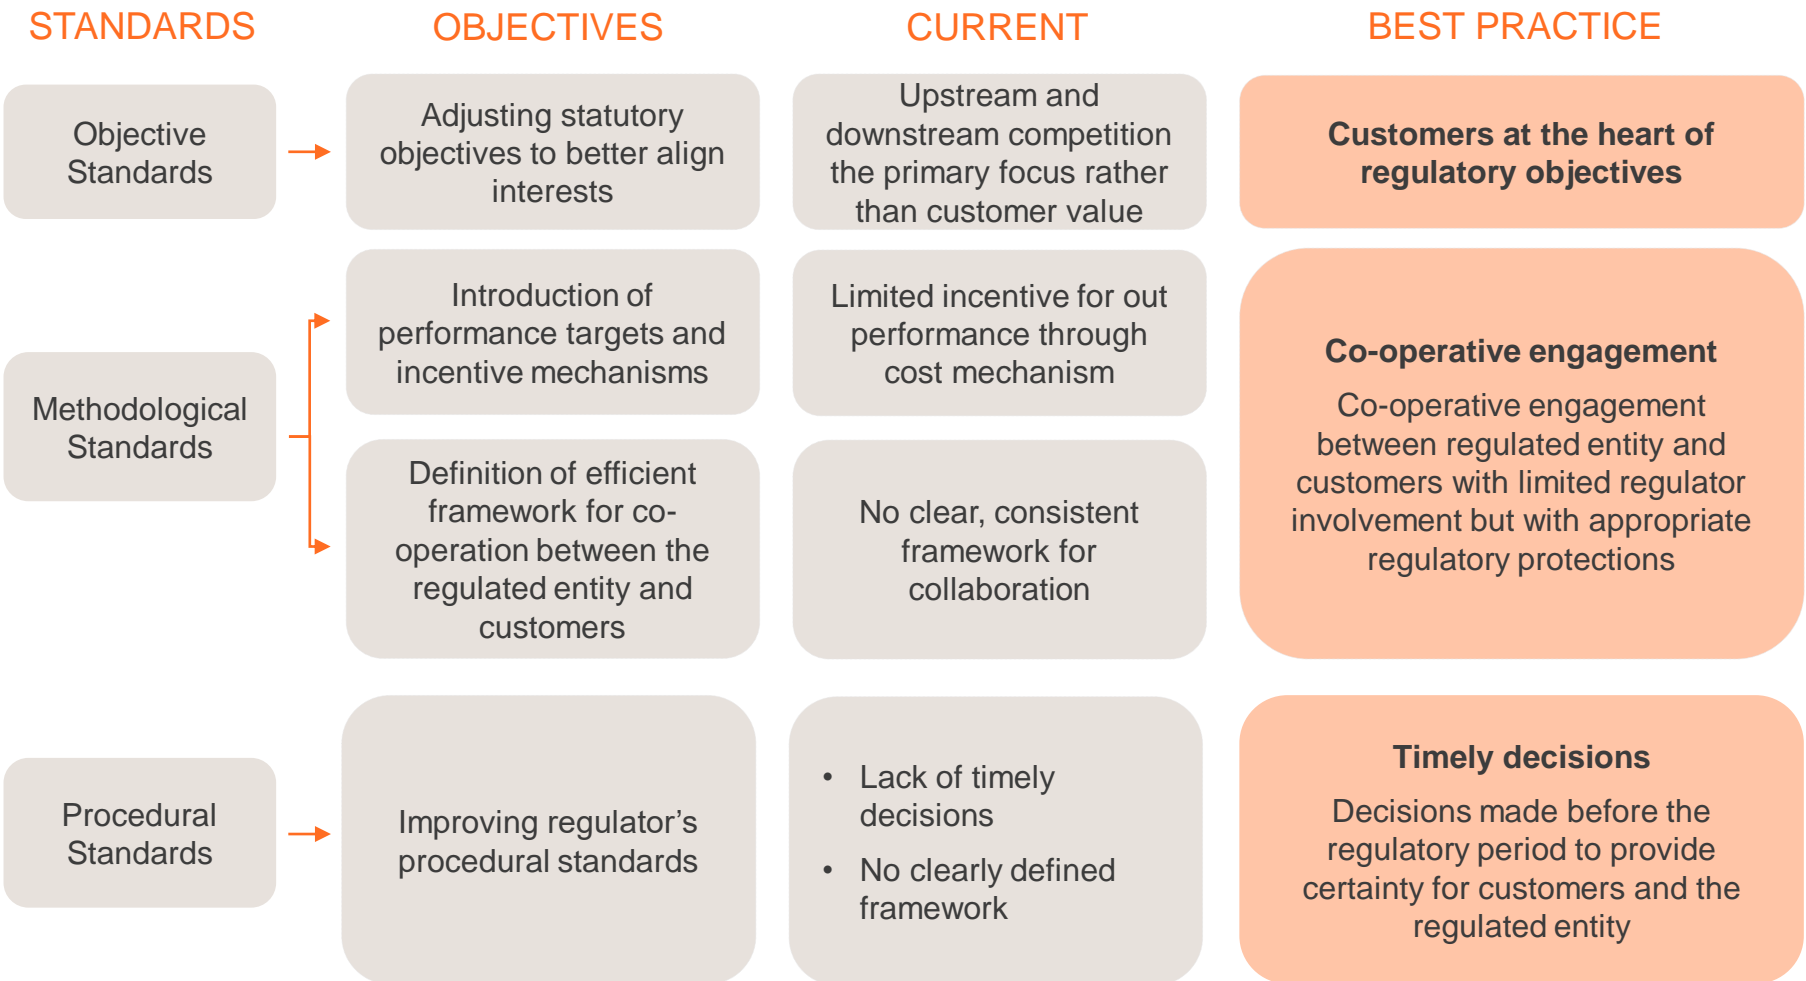 STANDARDS
OBJECTIVES
CURRENT
BEST PRACTICE
Objective
Standards
Adjusting statutory
objectives to better align
interests
Upstream and
downstream competition
the primary focus rather
than customer value
Customers at the heart of
regulatory objectives
Methodological
Standards
Introduction of
performance targets and
incentive mechanisms
Limited incentive for out
performance through
cost mechanism
Definition of efficient
framework for co-
operation between the
regulated entity and
customers
No clear, consistent
framework for
collaboration
Co-operative engagement
Co-operative engagement
between regulated entity and
customers with limited regulator
involvement but with appropriate
regulatory protections
Procedural
Standards
Improving regulator’s
procedural standards
• Lack of timely
decisions
• No clearly defined
framework
Timely decisions
Decisions made before the
regulatory period to provide
certainty for customers and the
regulated entity